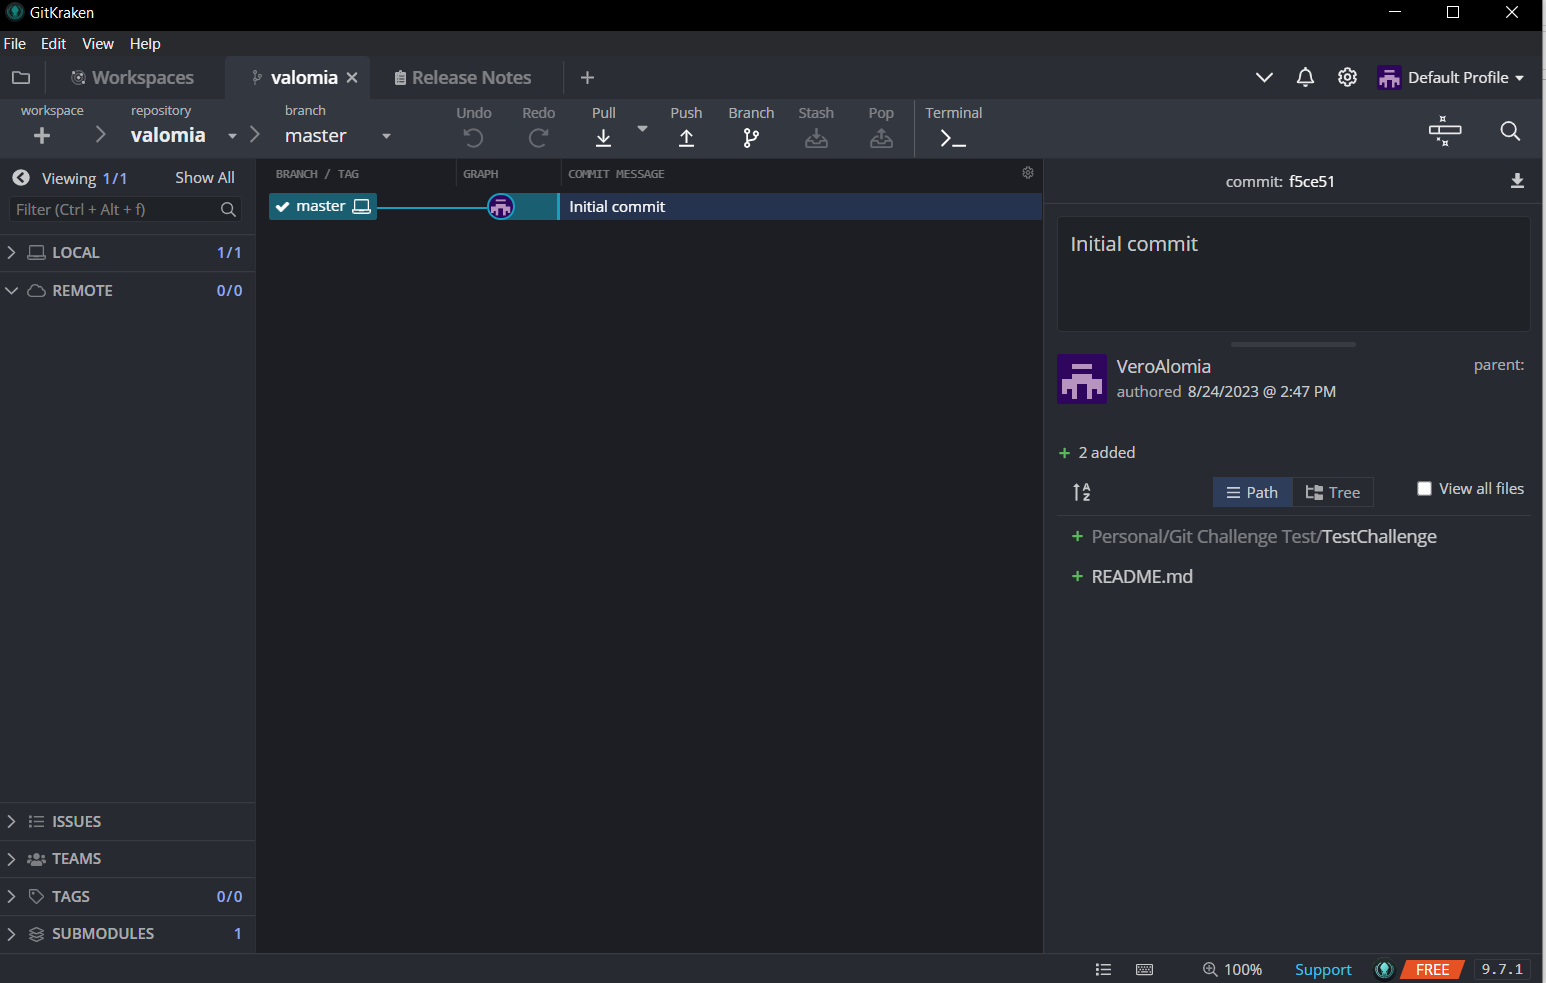 GitKraken
File Edit View Help
Workspaces valomia Release Notes Default Profile
workspace repository branch Undo Redo Pull Push Branch Stash Pop Terminal
valomia master
Viewing 1/1 Show All
Filter (Ctrl + Alt + f)
LOCAL 1/1
REMOTE 0/0
ISSUES
TEAMS
TAGS 0/0
SUBMODULES 1
BRANCH / TAG GRAPH COMMIT MESSAGE
master Initial commit
commit: f5ce51
Initial commit
VeroAlomia parent:
authored 8/24/2023 @ 2:47 PM
+ 2 added
Path Tree View all files
+ Personal/Git Challenge Test/TestChallenge
+ README.md
100% Support FREE 9.7.1